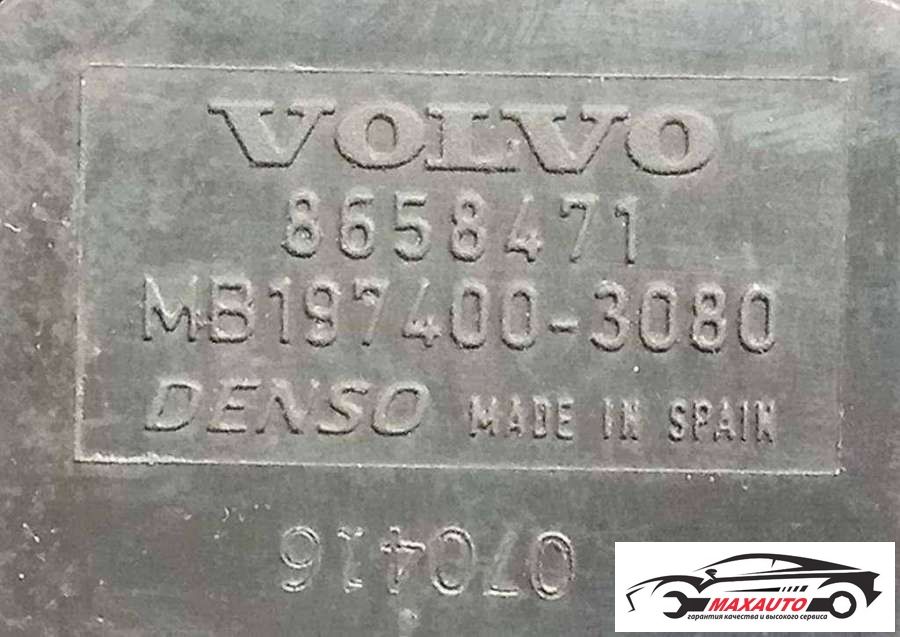 VOLVO
8658471
MB197400-3080
DENSO MADE IN SPAIN
070416
MAXAUTO
гарантия качества и высокого сервиса